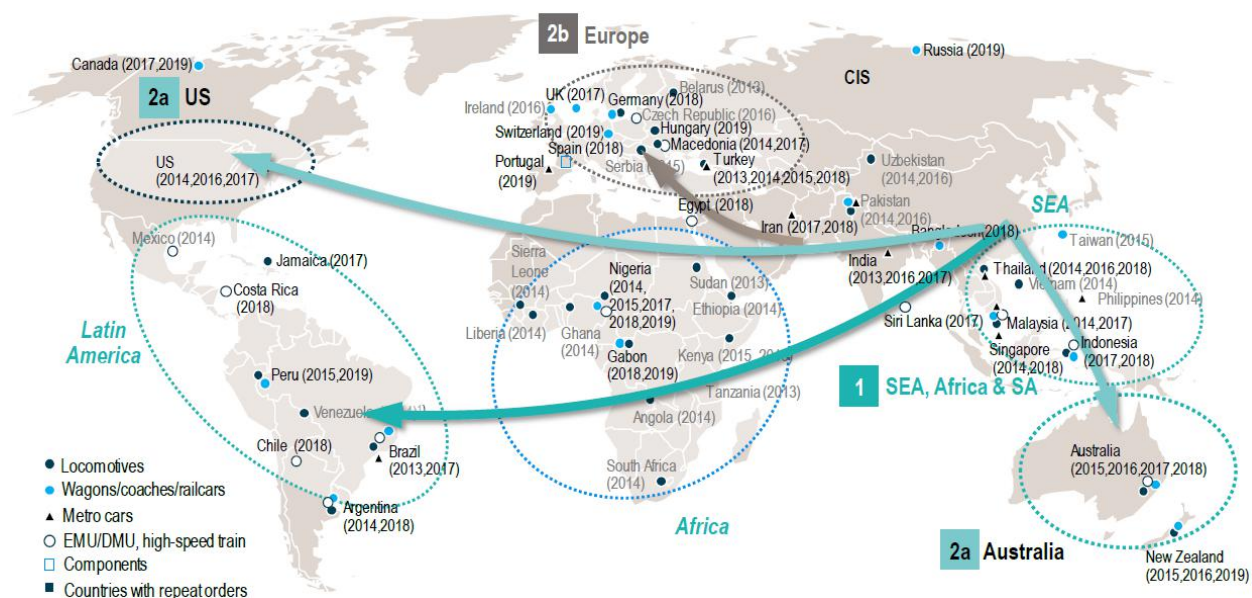 2b Europe
Russia (2019)
Canada (2017,2019)
CIS
2a US
Belarus (2013)
UK (2017)
Ireland (2016)
Germany (2018)
Czech Republic (2016)
Switzerland (2019)
Hungary (2019)
Spain (2018)
Macedonia (2014,2017)
US
(2014,2016,2017)
Portugal
(2019)
Turkey
(2013,2014,2015,2018)
Uzbekistan
(2014,2016)
Pakistan
(2014,2016)
SEA
Egypt (2018)
Iran (2017,2018)
Taiwan (2015)
Mexico (2014)
Jamaica (2017)
Sierra
Leone
(2014)
Nigeria
(2014,
2015,2017,
2018,2019)
Sudan (2013)
India
(2013,2016,2017)
Thailand (2014,2016,2018)
Vietnam (2014)
Philippines (2014)
Costa Rica
(2018)
Ethiopia (2014)
Siri Lanka (2017)
Malaysia (2014,2017)
Liberia (2014)
Ghana
(2014)
Latin
America
Gabon
(2018,2019)
Kenya (2015,
Singapore
(2014,2018)
Indonesia
(2017,2018)
Peru (2015,2019)
Tanzania (2013)
1 SEA, Africa & SA
Angola (2014)
Chile (2018)
Brazil
(2013,2017)
Australia
(2015,2016,2017,2018)
South Africa
(2014)
Argentina
(2014,2018)
Africa
2a Australia
New Zealand
(2015,2016,2019)
Locomotives
Wagons/coaches/railcars
Metro cars
EMU/DMU, high-speed train
Components
Countries with repeat orders